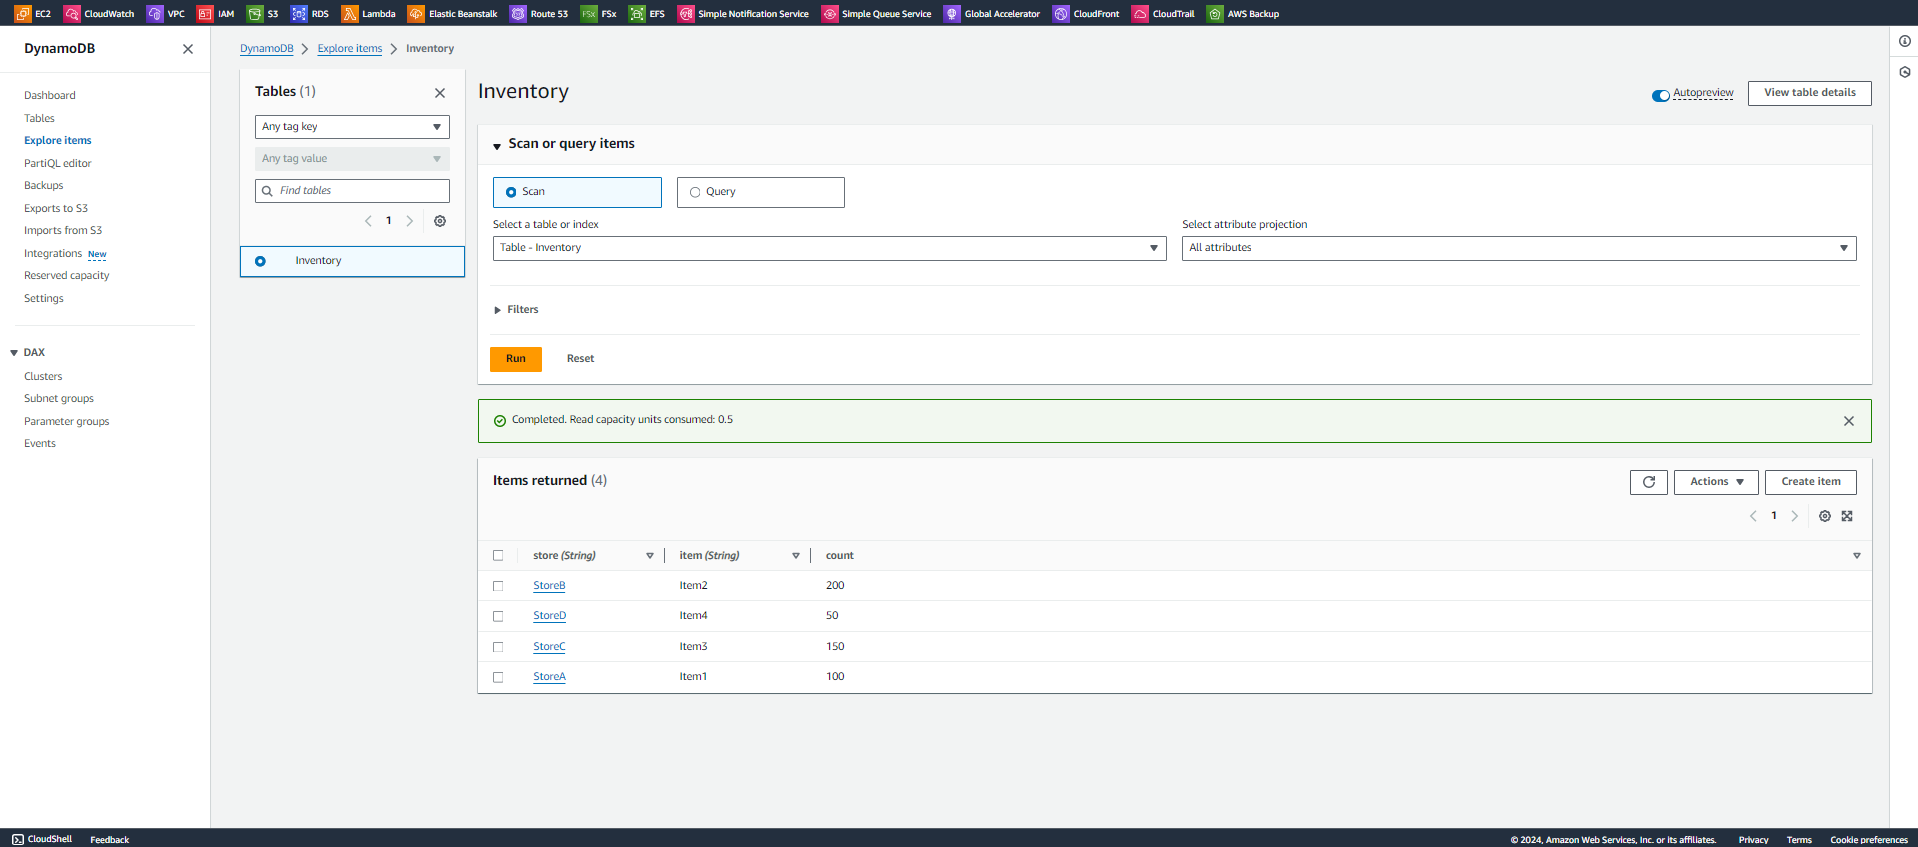 EC2 CloudWatch VPC IAM S3 RDS Lambda Elastic Beanstalk Route 53 FSx FSx EFS Simple Notification Service Simple Queue Service Global Accelerator CloudFront CloudTrail AWS Backup
DynamoDB
Dashboard
Tables
Explore items
PartiQL editor
Backups
Exports to S3
Imports from S3
Integrations New
Reserved capacity
Settings
DAX
Clusters
Subnet groups
Parameter groups
Events
DynamoDB Explore items Inventory
Tables (1)
Any tag key
Any tag value
Find tables
1
Inventory
Inventory
Autopreview View table details
Scan or query items
Scan Query
Select a table or index Select attribute projection
Table - Inventory All attributes
Filters
Run Reset
Completed. Read capacity units consumed: 0.5
Items returned (4)
Actions Create item
1
store (String) item (String) count
StoreB Item2 200
StoreD Item4 50
StoreC Item3 150
StoreA Item1 100
CloudShell Feedback © 2024, Amazon Web Services, Inc. or its affiliates. Privacy Terms Cookie preferences